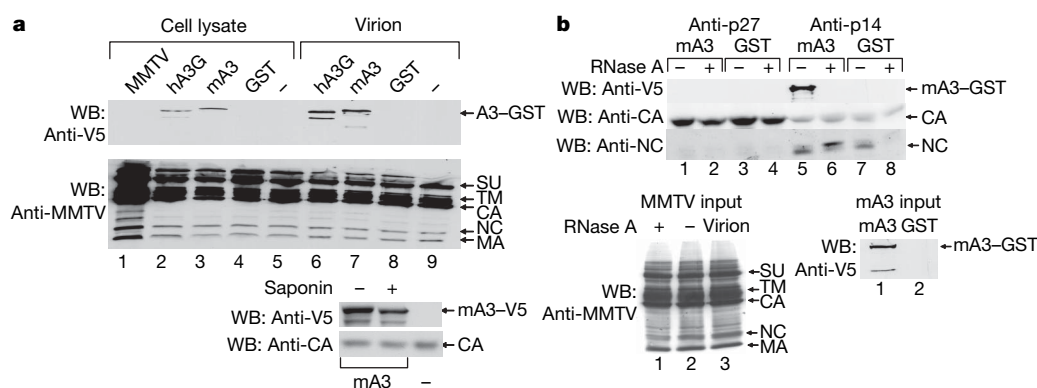 a
Cell lysate Virion
MMTV hA3G mA3 GST – hA3G mA3 GST –
WB:
Anti-V5
A3–GST
WB:
Anti-MMTV
SU
TM
CA
NC
MA
1 2 3 4 5 6 7 8 9
Saponin – +
WB: Anti-V5 mA3–V5
WB: Anti-CA CA
mA3 –
b
Anti-p27 Anti-p14
mA3 GST mA3 GST
RNase A – + – + – + – +
WB: Anti-V5 mA3–GST
WB: Anti-CA CA
WB: Anti-NC NC
1 2 3 4 5 6 7 8
MMTV input
RNase A + – Virion
WB:
Anti-MMTV
SU
TM
CA
NC
MA
1 2 3
mA3 input
mA3 GST
WB:
Anti-V5
mA3–GST
1 2